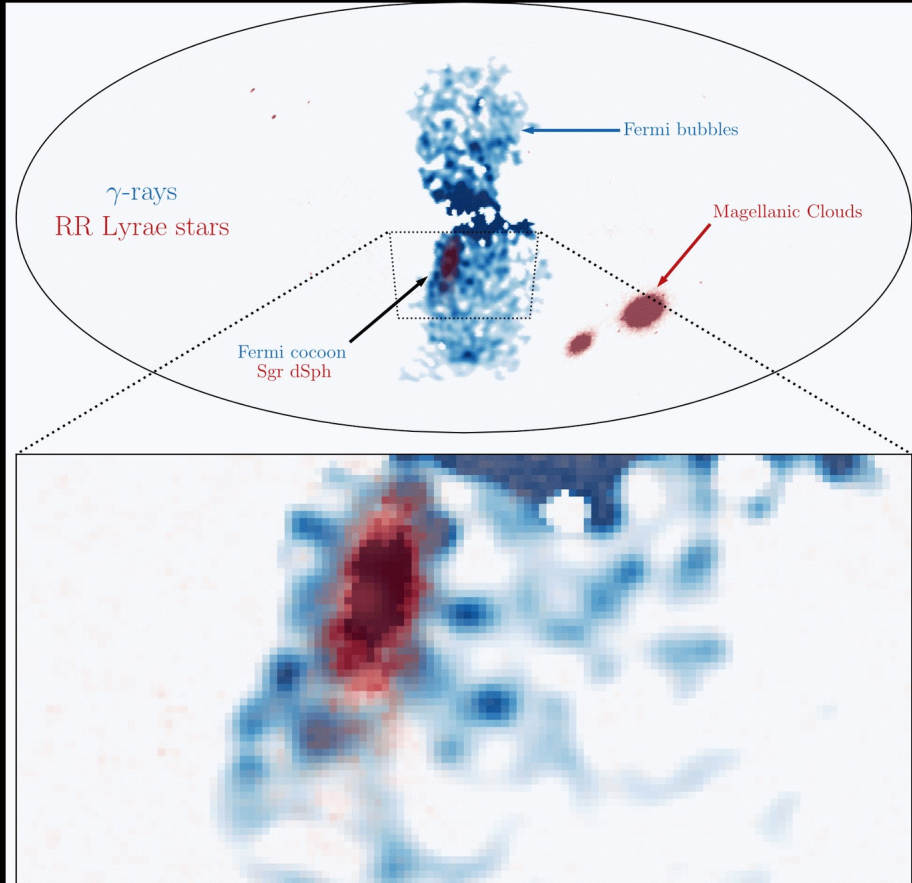 Fermi bubbles
γ-rays
RR Lyrae stars
Magellanic Clouds
Fermi cocoon
Sgr dSph